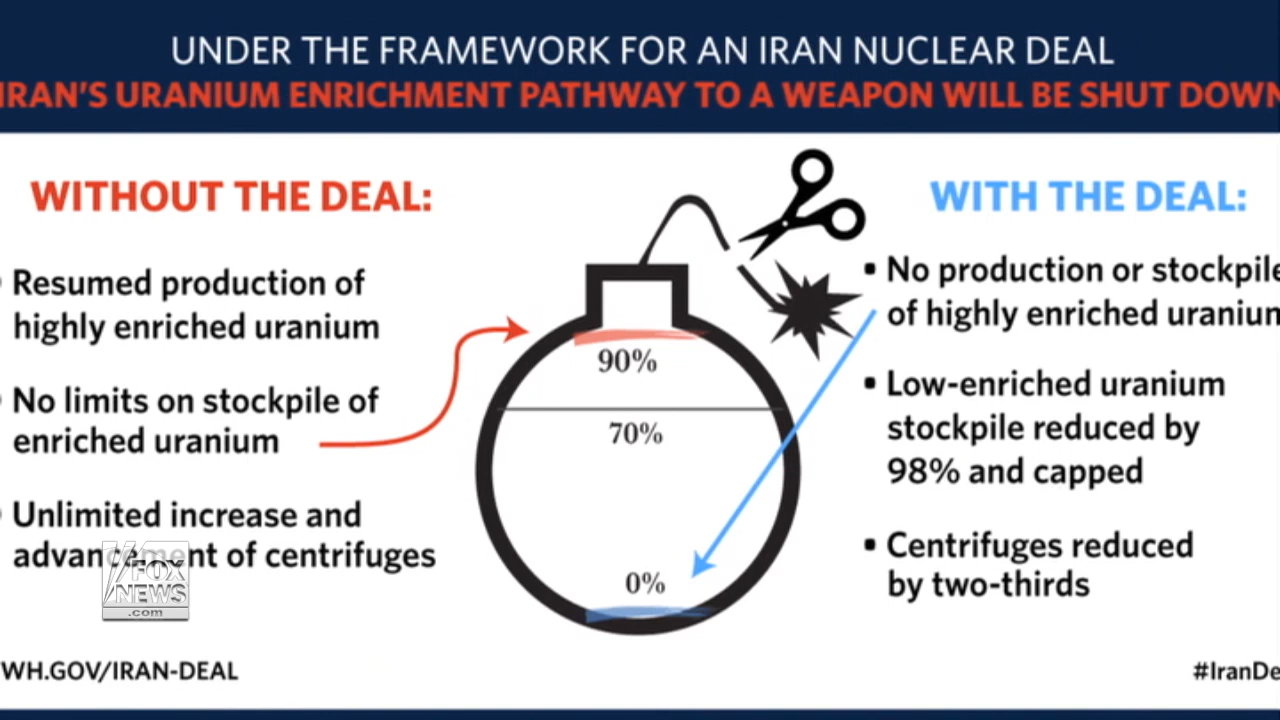 UNDER THE FRAMEWORK FOR AN IRAN NUCLEAR DEAL
IRAN'S URANIUM ENRICHMENT PATHWAY TO A WEAPON WILL BE SHUT DOWN
WITHOUT THE DEAL:
Resumed production of
highly enriched uranium
No limits on stockpile of
enriched uranium
Unlimited increase and
advancement of centrifuges
FOX
NEWS
.com
WH.GOV/IRAN-DEAL
90%
70%
0%
WITH THE DEAL:
▪ No production or stockpile
of highly enriched uranium
▪ Low-enriched uranium
stockpile reduced by
98% and capped
▪ Centrifuges reduced
by two-thirds
#IranDe